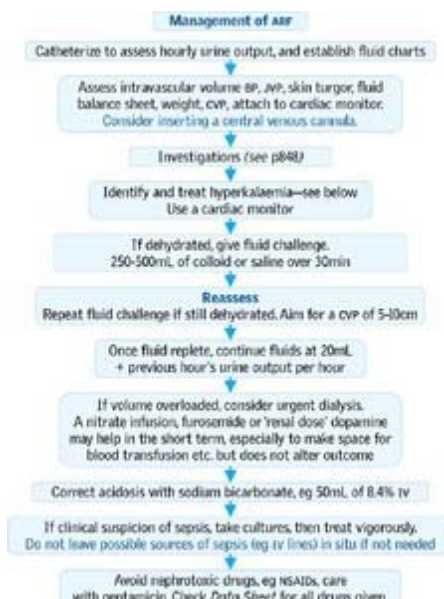 Management of ARF
Catheterize to assess hourly urine output, and establish fluid charts
Assess intravascular volume BP, JVP, skin turgor, fluid
balance sheet, weight, CVP, attach to cardiac monitor.
Consider inserting a central venous cannula.
Investigations (see p848)
Identify and treat hyperkalaemia—see below
Use a cardiac monitor
If dehydrated, give fluid challenge.
250-500mL of colloid or saline over 30min
Reassess
Repeat fluid challenge if still dehydrated. Aim for a CVP of 5-10cm
Once fluid replete, continue fluids at 20mL
+ previous hour's urine output per hour
If volume overloaded, consider urgent dialysis.
A nitrate infusion, furosemide or 'renal dose' dopamine
may help in the short term, especially to make space for
blood transfusion etc. but does not alter outcome
Correct acidosis with sodium bicarbonate, eg 50mL of 8.4% IV
If clinical suspicion of sepsis, take cultures, then treat vigorously.
Do not leave possible sources of sepsis (eg IV lines) in situ if not needed
Avoid nephrotoxic drugs, eg NSAIDs, care
with gentamicin. Check Data Sheet for all drugs given